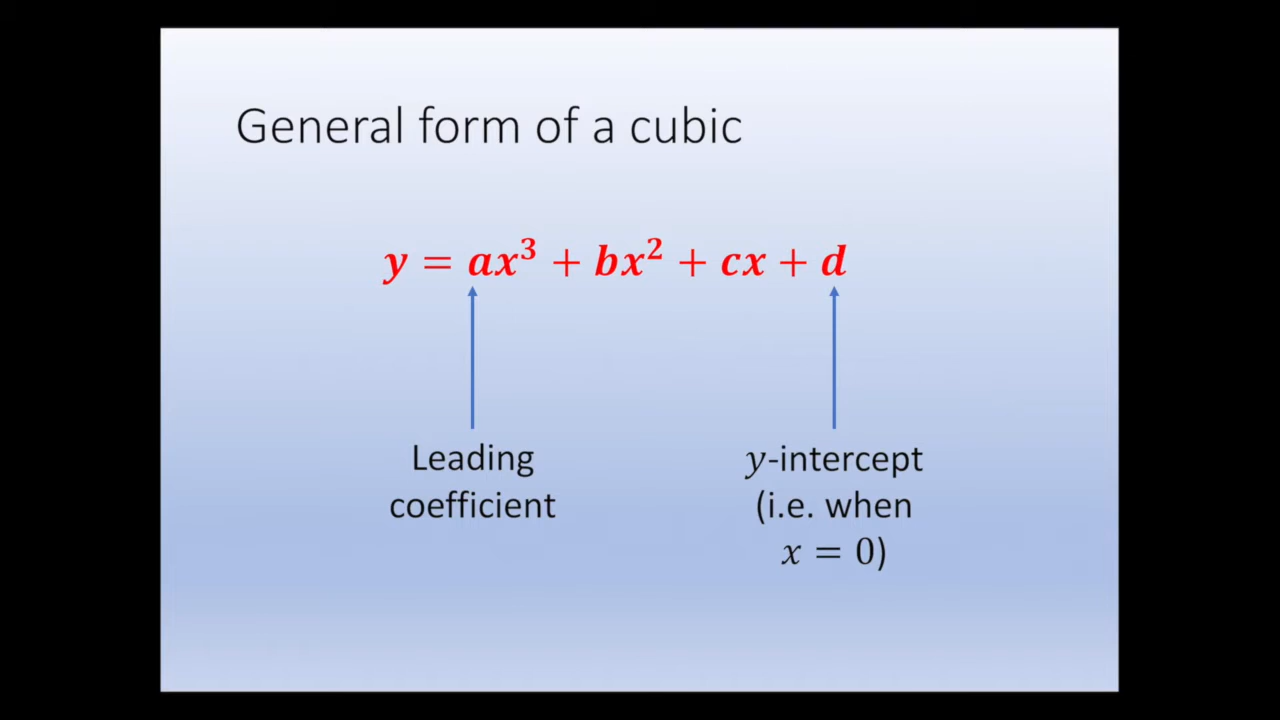 General form of a cubic
y = ax³ + bx² + cx + d
Leading
coefficient
y-intercept
(i.e. when
x = 0)